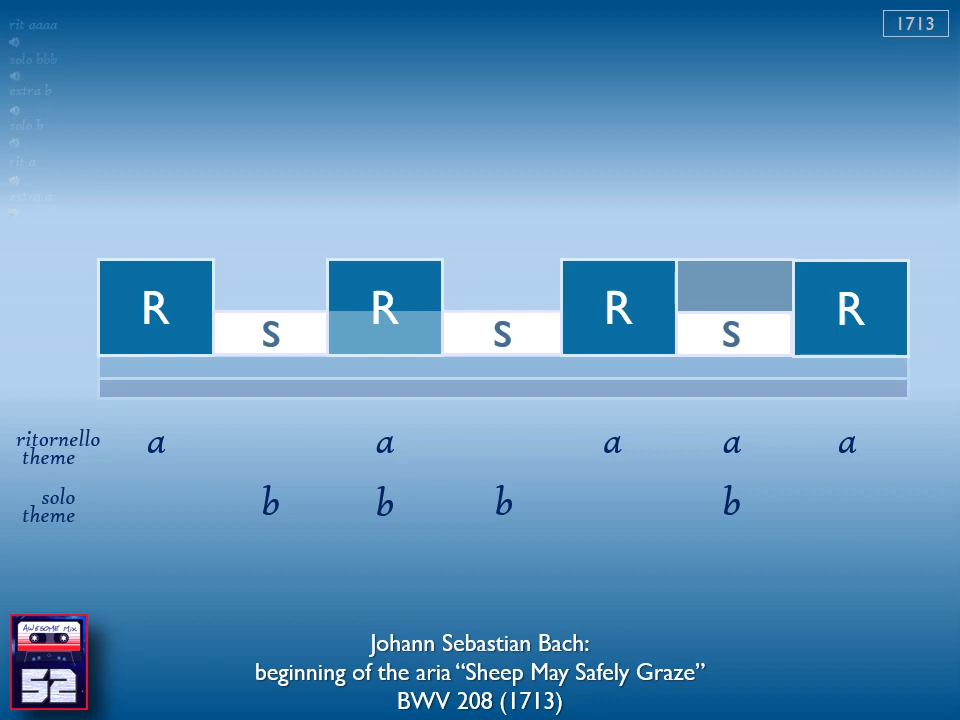 rit aaaa
1713
solo bbb
extra b
solo b
rit a
extra a
R R R R
S S S
ritornello
theme
a a a a a
solo
theme
b b b b
AWESOME MIX
52
Johann Sebastian Bach:
beginning of the aria “Sheep May Safely Graze”
BWV 208 (1713)